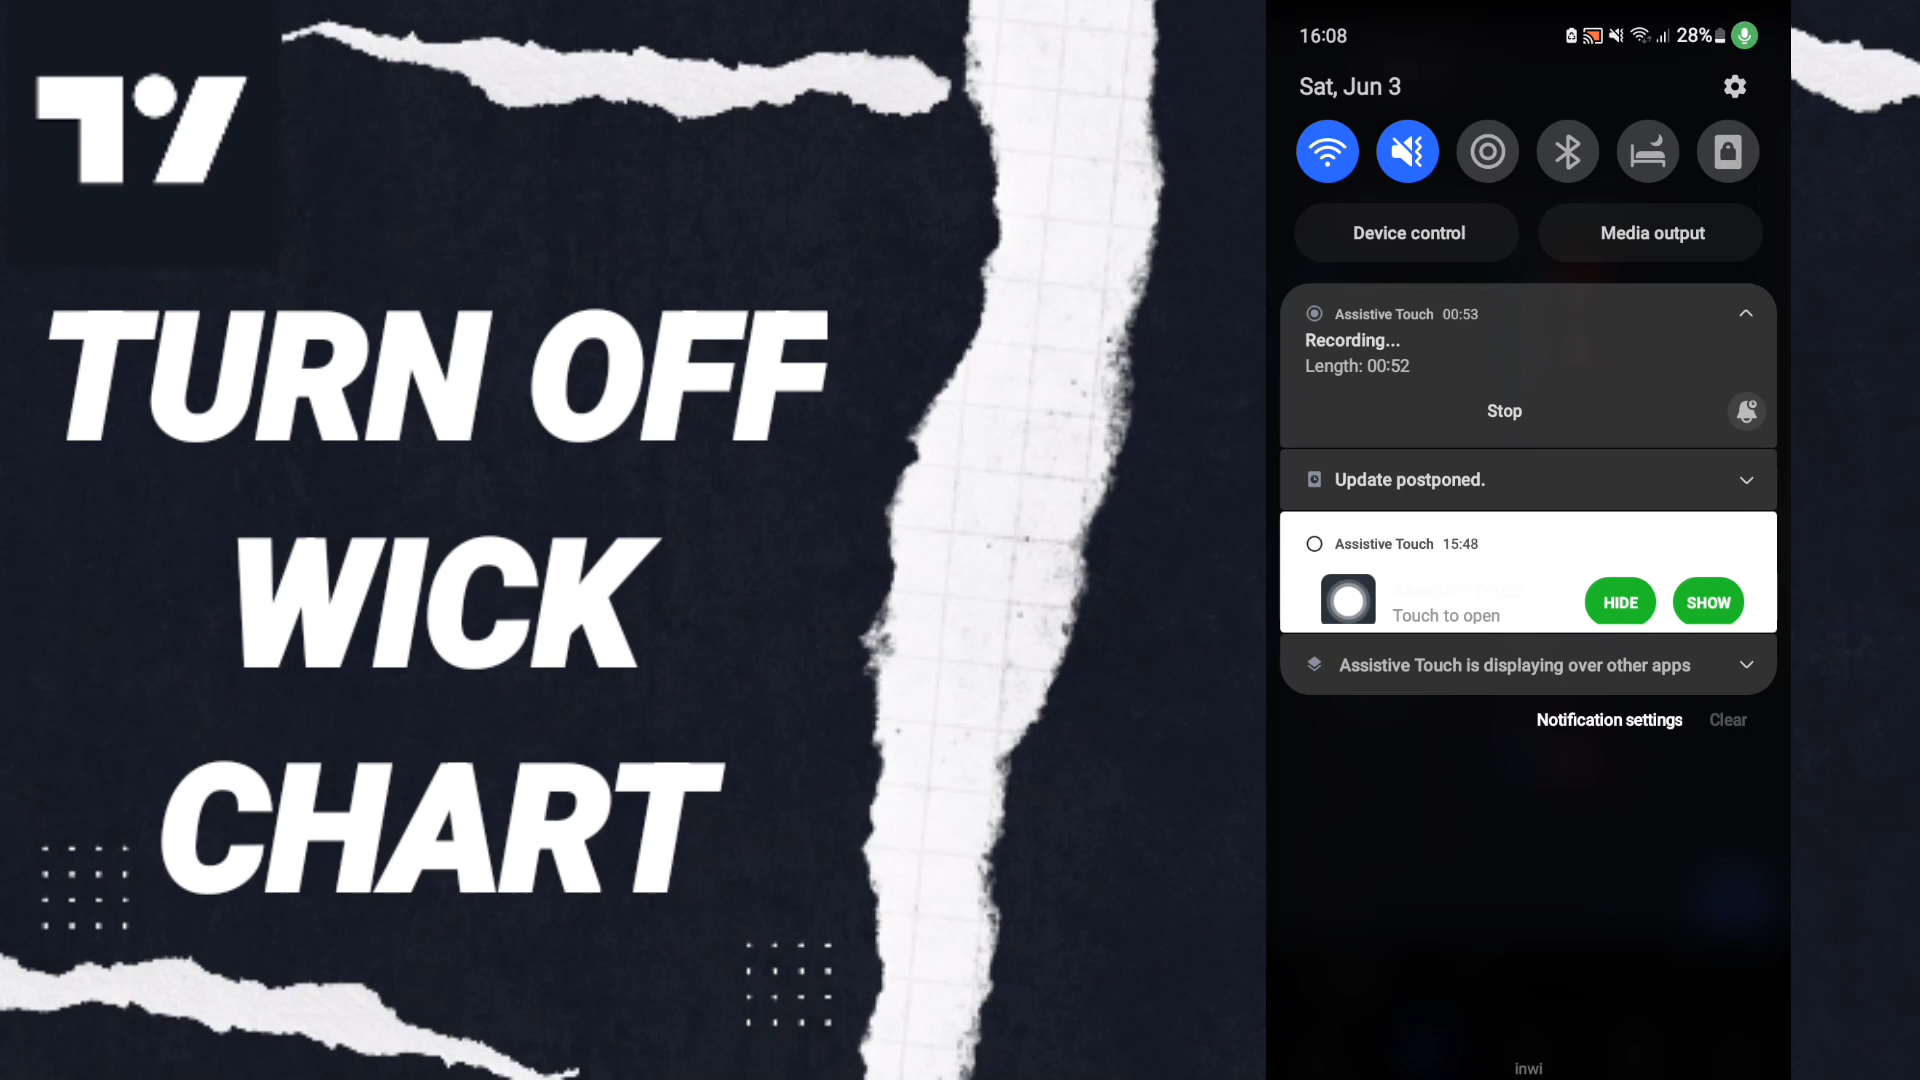 TURN OFF
WICK
CHART
16:08
28%
Sat, Jun 3
Device control
Media output
Assistive Touch 00:53
Recording...
Length: 00:52
Stop
Update postponed.
Assistive Touch 15:48
Touch to open
HIDE
SHOW
Assistive Touch is displaying over other apps
Notification settings
Clear
inwi